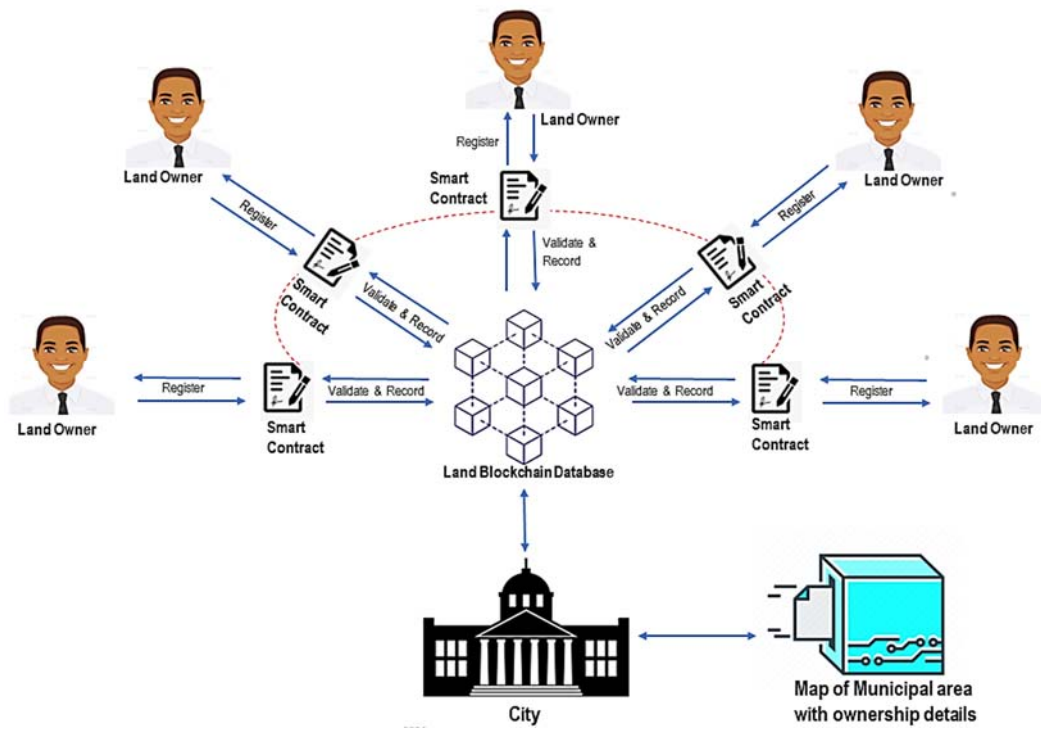 Land Owner
Register
Smart
Contract
Land Owner
Land Owner
Register
Register
Validate &
Record
Smart
Contract
Validate & Record
Smart
Contract
Validate & Record
Land Owner
Register
Validate & Record
Smart
Contract
Validate & Record
Register
Smart
Contract
Land Owner
Land Blockchain Database
City
Map of Municipal area
with ownership details